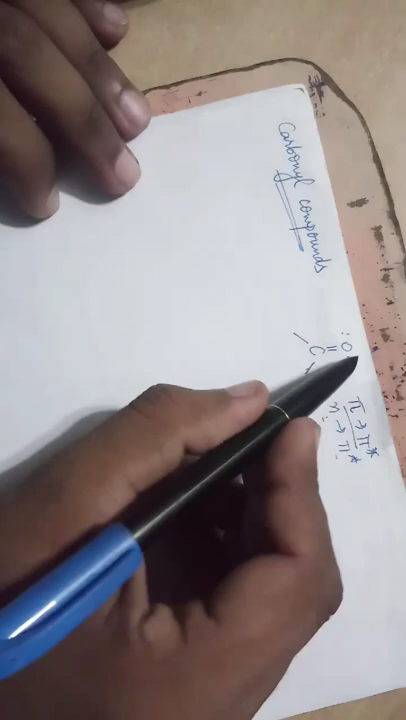 Carbonyl compounds
:O
||
C
π → π*
n → π*